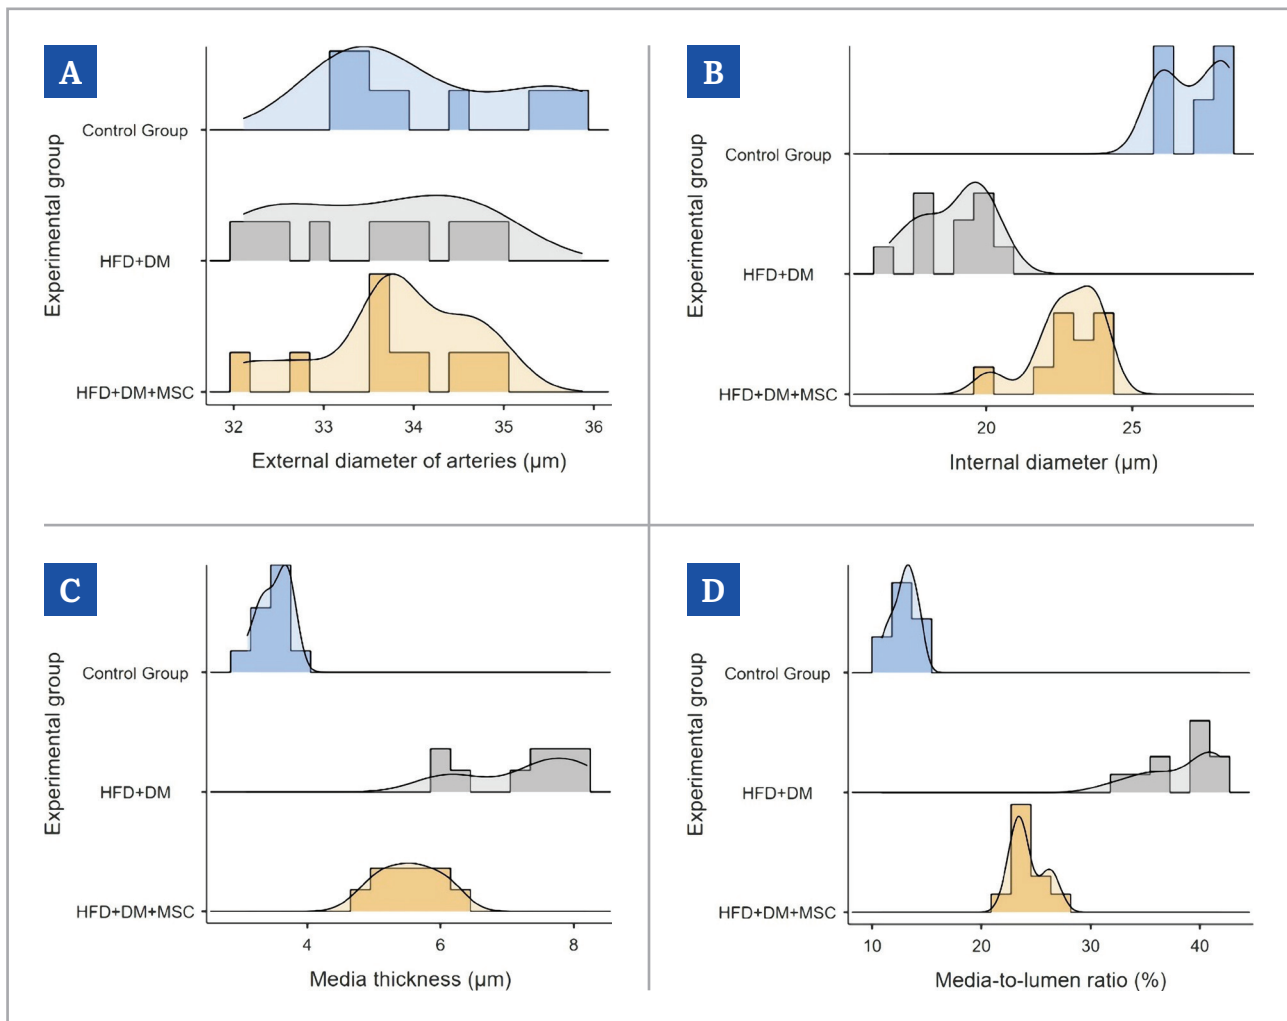 A
Experimental group
Control Group
HFD+DM
HFD+DM+MSC
32 33 34 35 36
External diameter of arteries (µm)
B
Experimental group
Control Group
HFD+DM
HFD+DM+MSC
20 25
Internal diameter (µm)
C
Experimental group
Control Group
HFD+DM
HFD+DM+MSC
4 6 8
Media thickness (µm)
D
Experimental group
Control Group
HFD+DM
HFD+DM+MSC
10 20 30 40
Media-to-lumen ratio (%)